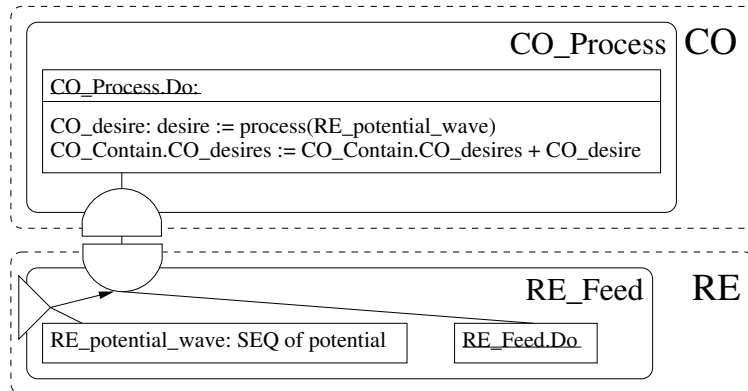 CO_Process CO
CO_Process.Do:
CO_desire: desire := process(RE_potential_wave)
CO_Contain.CO_desires := CO_Contain.CO_desires + CO_desire
RE_Feed RE
RE_potential_wave: SEQ of potential RE_Feed.Do